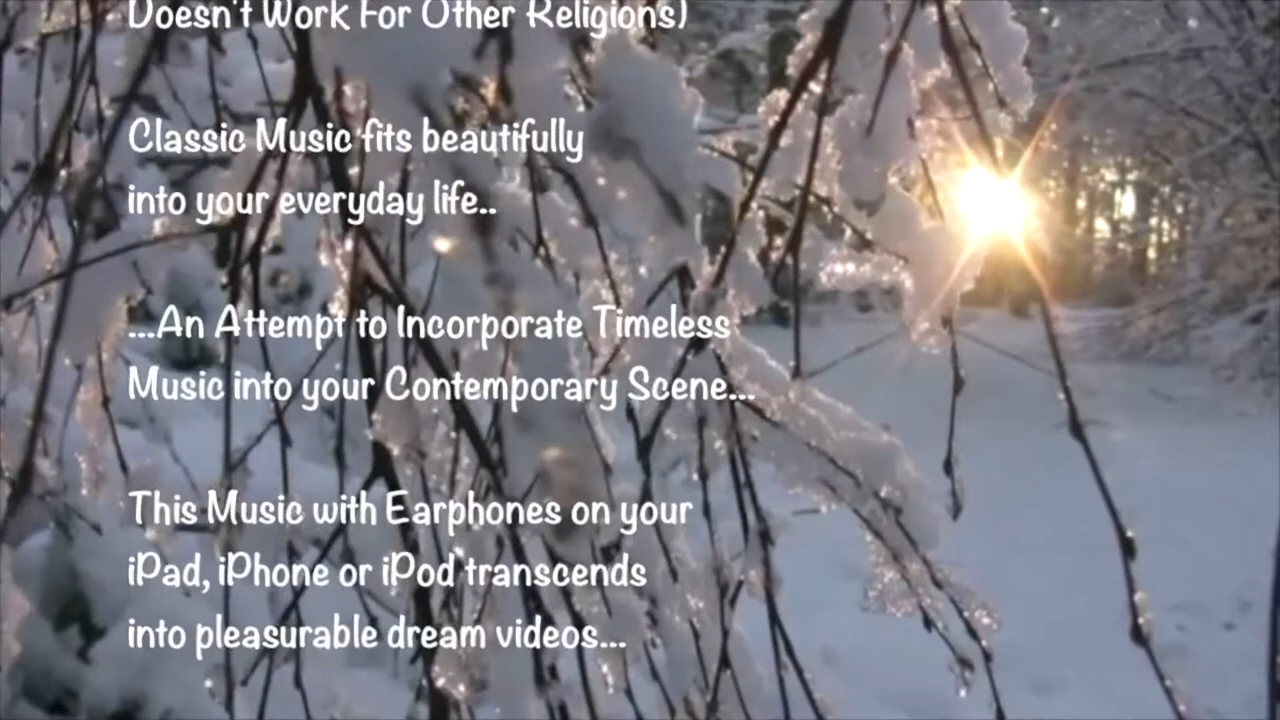 Doesn't Work For Other Religions)
Classic Music fits beautifully
into your everyday life..
...An Attempt to Incorporate Timeless
Music into your Contemporary Scene...
This Music with Earphones on your
iPad, iPhone or iPod transcends
into pleasurable dream videos...